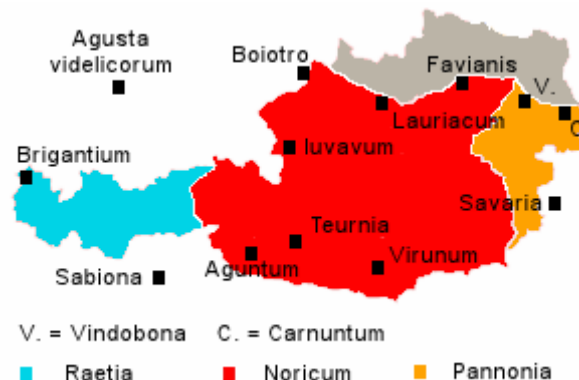 Agusta
videlicorum
Boiotro
Favianis
V.
C
Lauriacum
Iuvavum
Brigantium
Savaria
Teurnia
Aguntum
Virunum
Sabiona
V. = Vindobona C. = Carnuntum
Raetia Noricum Pannonia